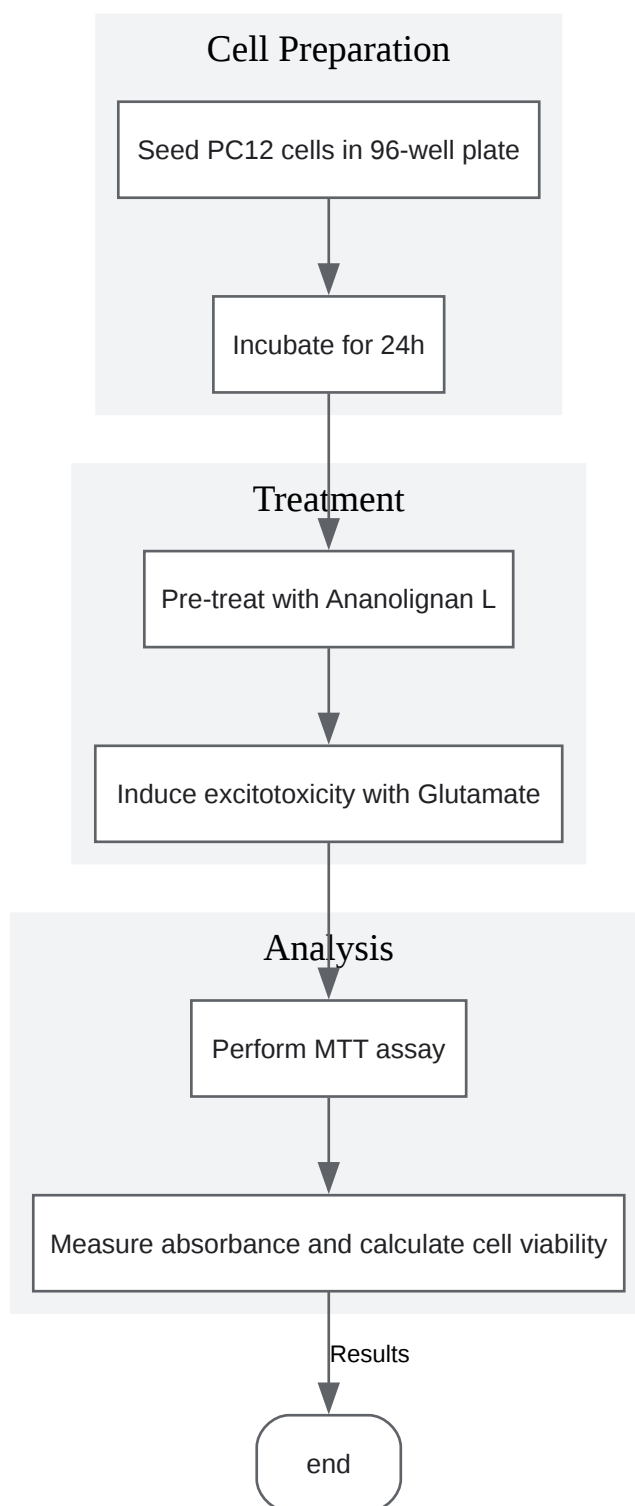 Cell Preparation
Seed PC12 cells in 96-well plate
Incubate for 24h
Treatment
Pre-treat with Ananolignan L
Induce excitotoxicity with Glutamate
Analysis
Perform MTT assay
Measure absorbance and calculate cell viability
Results
end